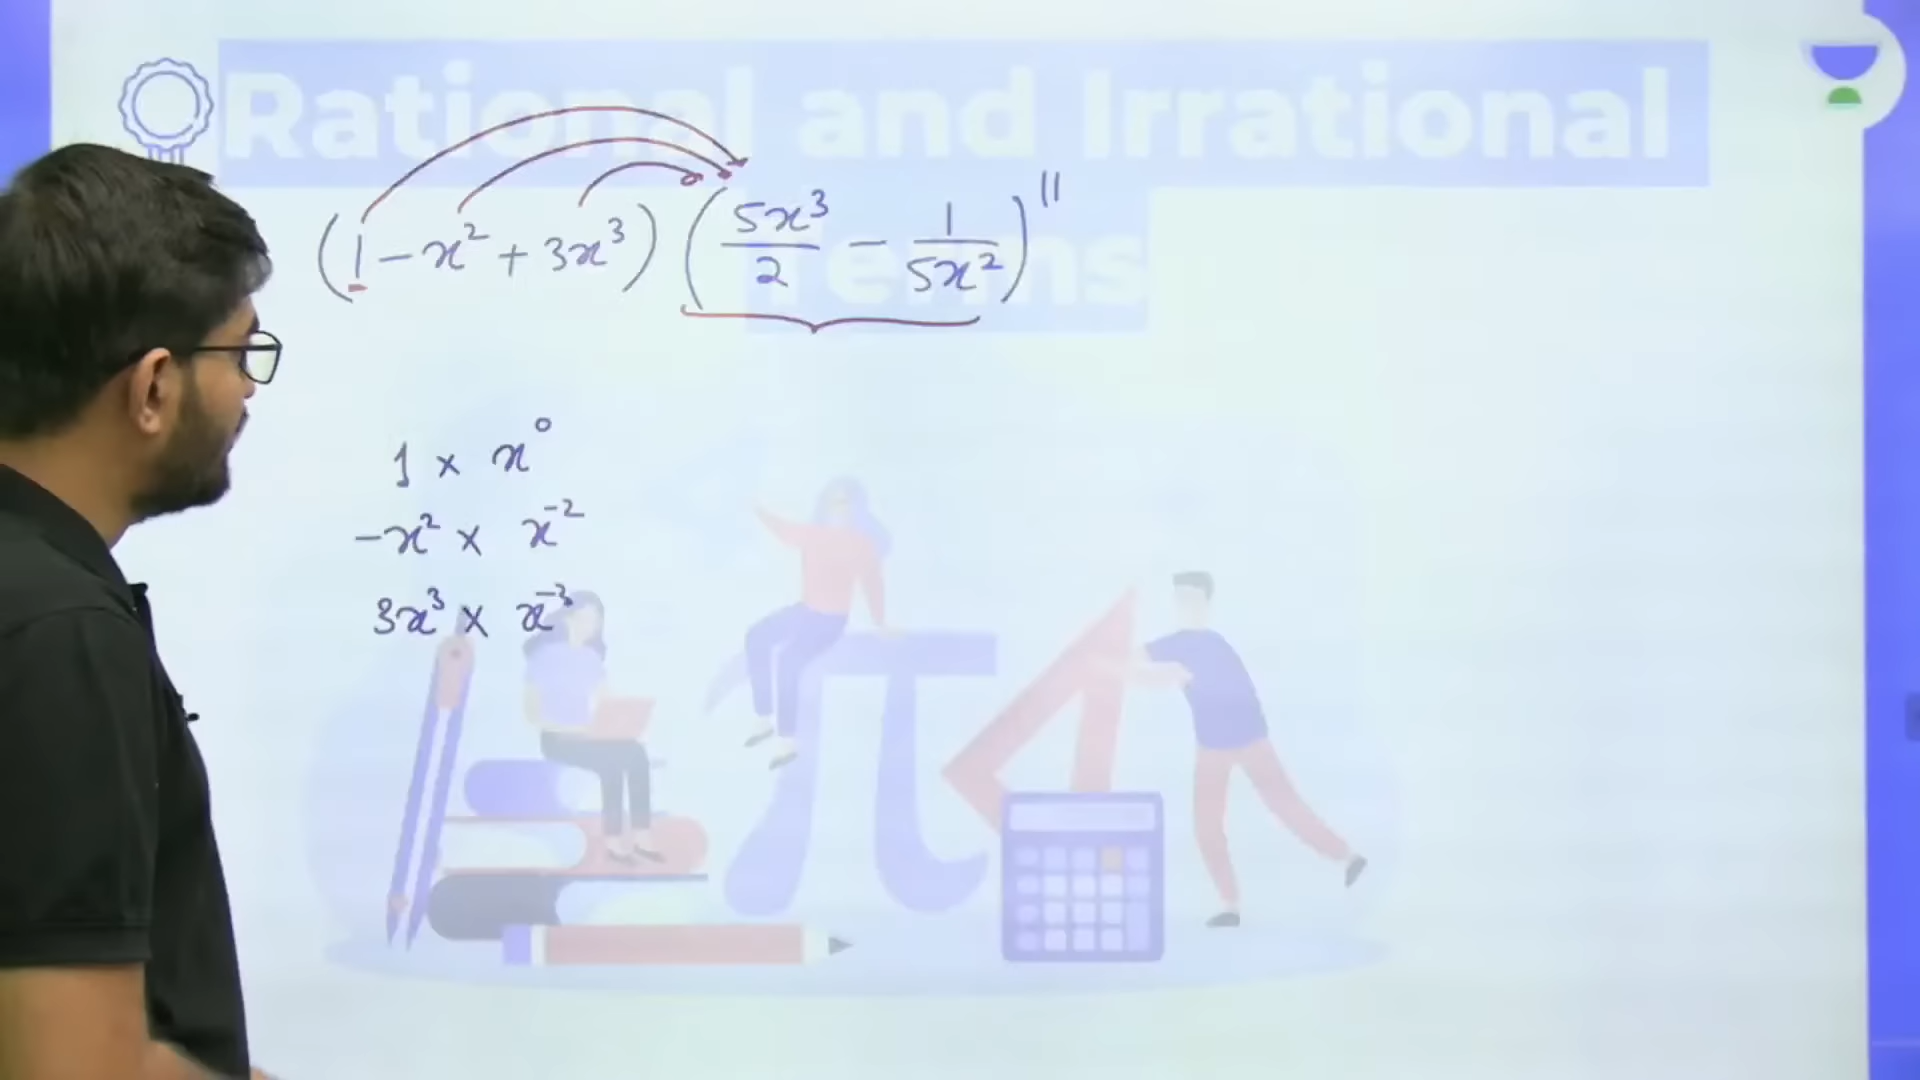 Rational and Irrational
Terms
(1 - x² + 3x³) (5x³/2 - 1/5x²)¹¹
1 × x⁰
-x² × x⁻²
3x³ × x⁻³